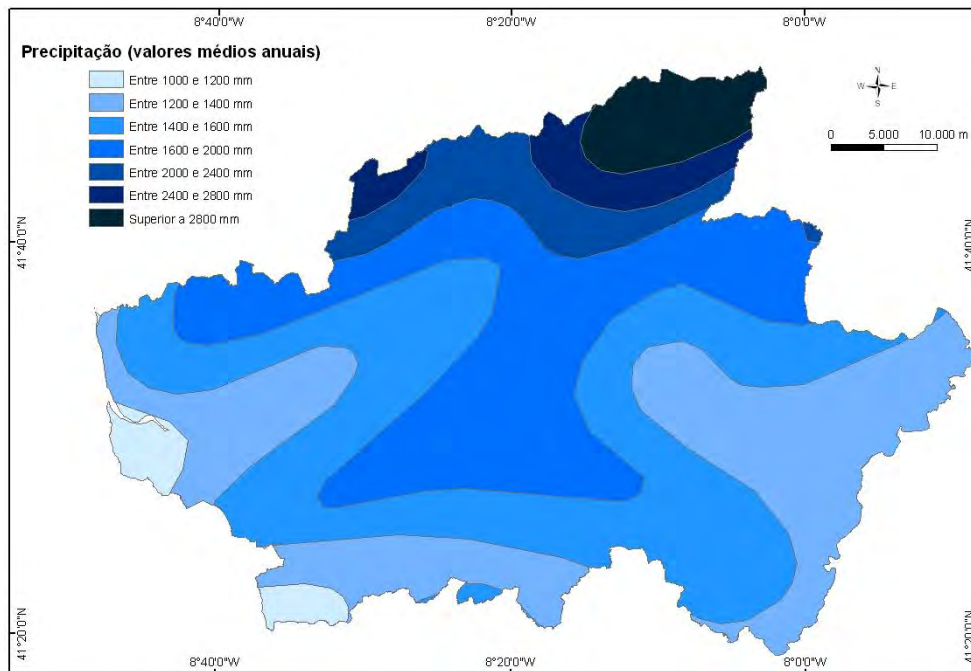 8°40'0"W
8°20'0"W
8°0'0"W
Precipitação (valores médios anuais)
Entre 1000 e 1200 mm
Entre 1200 e 1400 mm
Entre 1400 e 1600 mm
Entre 1600 e 2000 mm
Entre 2000 e 2400 mm
Entre 2400 e 2800 mm
Superior a 2800 mm
N
W E
S
0 5.000 10.000 m
41°40'0"N
41°40'0"N
41°20'0"N
41°20'0"N
8°40'0"W
8°20'0"W
8°0'0"W